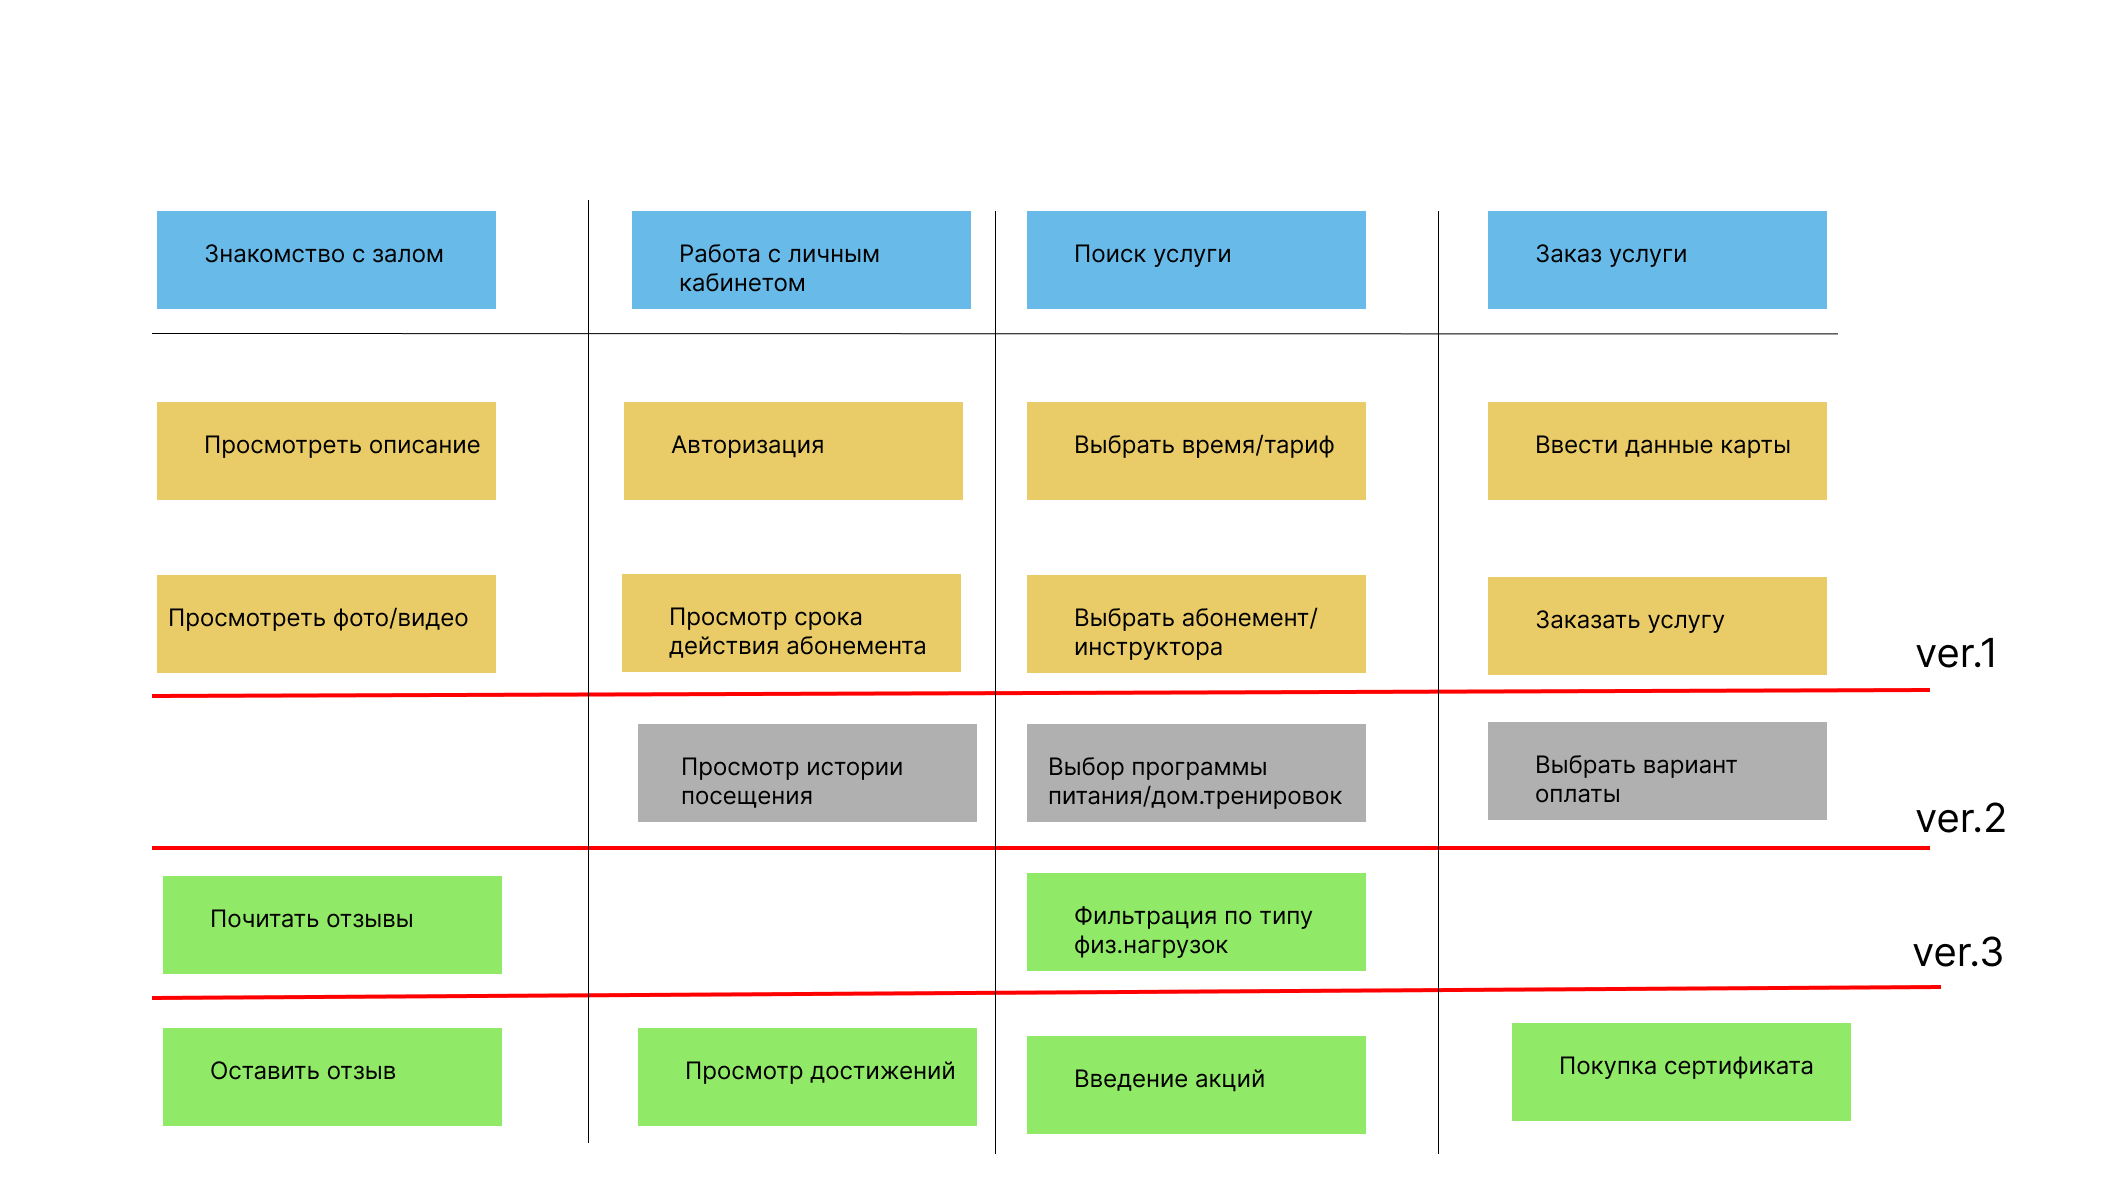 Знакомство с залом
Работа с личным
кабинетом
Поиск услуги
Заказ услуги
Просмотреть описание
Авторизация
Выбрать время/тариф
Ввести данные карты
Просмотреть фото/видео
Просмотр срока
действия абонемента
Выбрать абонемент/
инструктора
Заказать услугу
ver.1
Просмотр истории
посещения
Выбор программы
питания/дом.тренировок
Выбрать вариант
оплаты
ver.2
Почитать отзывы
Фильтрация по типу
физ.нагрузок
ver.3
Оставить отзыв
Просмотр достижений
Введение акций
Покупка сертификата